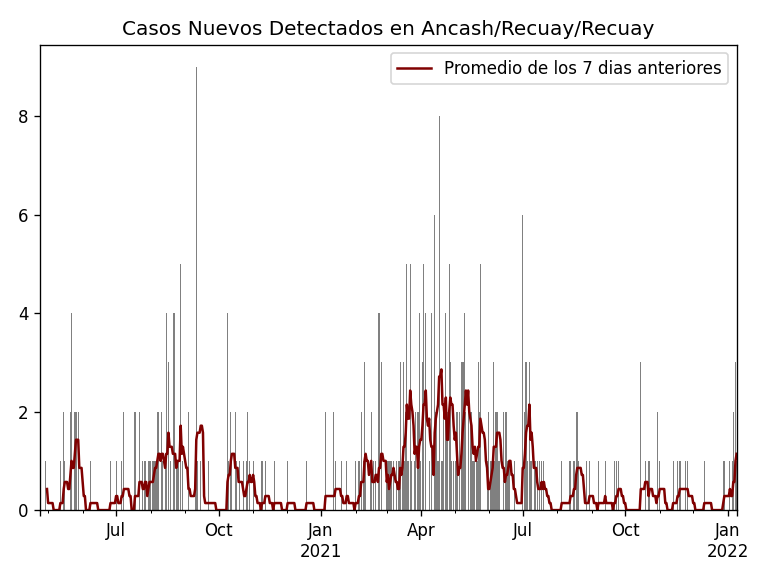 Casos Nuevos Detectados en Ancash/Recuay/Recuay
Promedio de los 7 dias anteriores
8
6
4
2
0
Jul Oct Jan Apr Jul Oct Jan
2021 2022